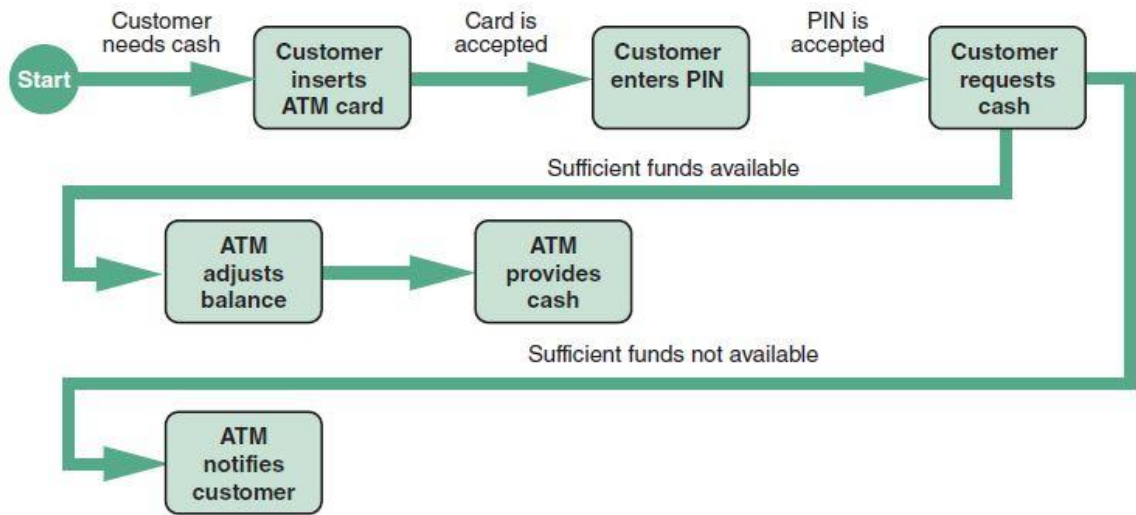 Start
Customer
needs cash
Customer
inserts
ATM card
Card is
accepted
Customer
enters PIN
PIN is
accepted
Customer
requests
cash
Sufficient funds available
ATM
adjusts
balance
ATM
provides
cash
Sufficient funds not available
ATM
notifies
customer